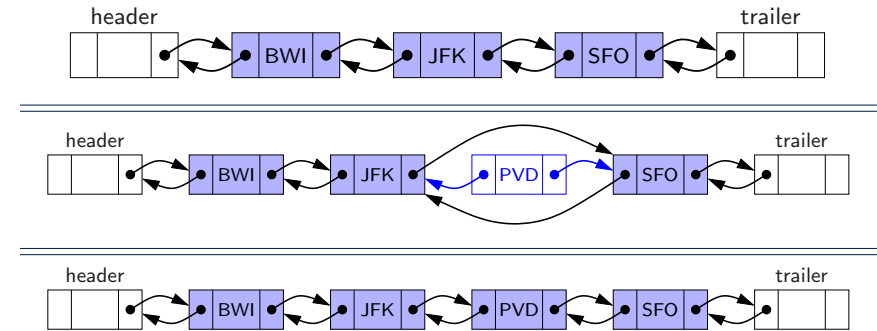 header trailer
BWI JFK SFO
header trailer
BWI JFK PVD SFO
header trailer
BWI JFK PVD SFO